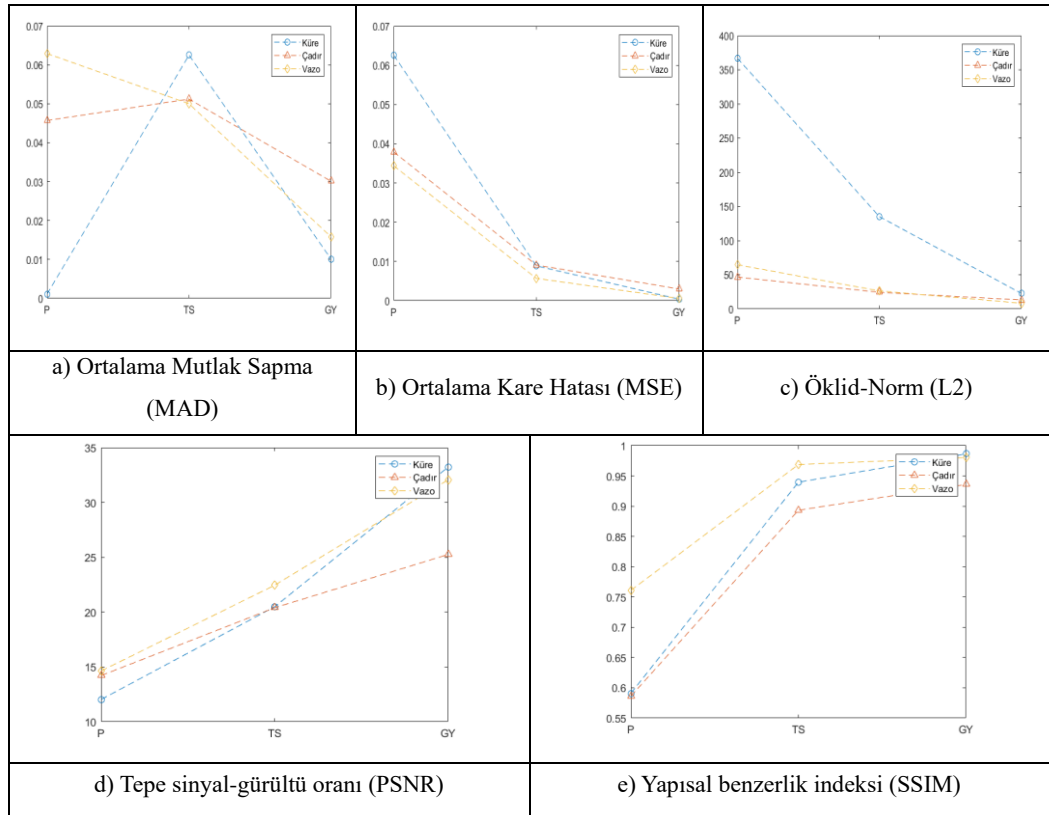 0.07
0.06
0.05
0.04
0.03
0.02
0.01
0
P
TS
GY
Küre
Çadır
Vazo
a) Ortalama Mutlak Sapma
(MAD)
0.07
0.06
0.05
0.04
0.03
0.02
0.01
0
P
TS
GY
Küre
Çadır
Vazo
b) Ortalama Kare Hatası (MSE)
400
350
300
250
200
150
100
50
0
P
TS
GY
Küre
Çadır
Vazo
c) Öklid-Norm (L2)
35
30
25
20
15
10
P
TS
GY
Küre
Çadır
Vazo
d) Tepe sinyal-gürültü oranı (PSNR)
1
0.95
0.9
0.85
0.8
0.75
0.7
0.65
0.6
0.55
P
TS
GY
Küre
Çadır
Vazo
e) Yapısal benzerlik indeksi (SSIM)